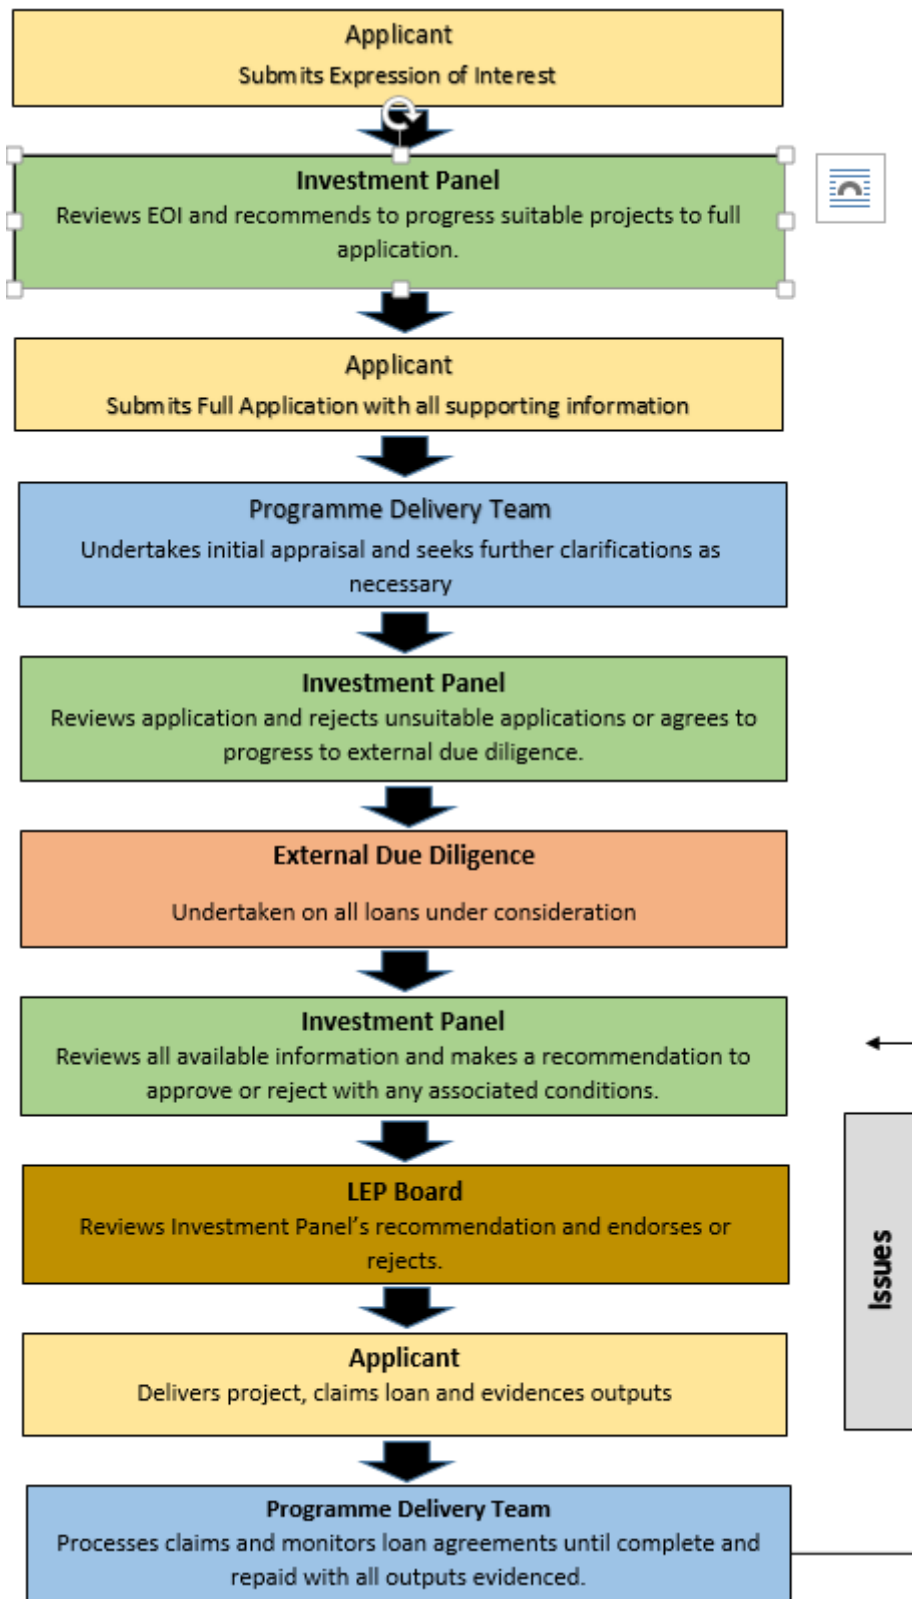 Applicant
Submits Expression of Interest
Investment Panel
Reviews EOI and recommends to progress suitable projects to full
application.
Applicant
Submits Full Application with all supporting information
Programme Delivery Team
Undertakes initial appraisal and seeks further clarifications as
necessary
Investment Panel
Reviews application and rejects unsuitable applications or agrees to
progress to external due diligence.
External Due Diligence
Undertaken on all loans under consideration
Investment Panel
Reviews all available information and makes a recommendation to
approve or reject with any associated conditions.
LEP Board
Reviews Investment Panel’s recommendation and endorses or
rejects.
Issues
Applicant
Delivers project, claims loan and evidences outputs
Programme Delivery Team
Processes claims and monitors loan agreements until complete and
repaid with all outputs evidenced.